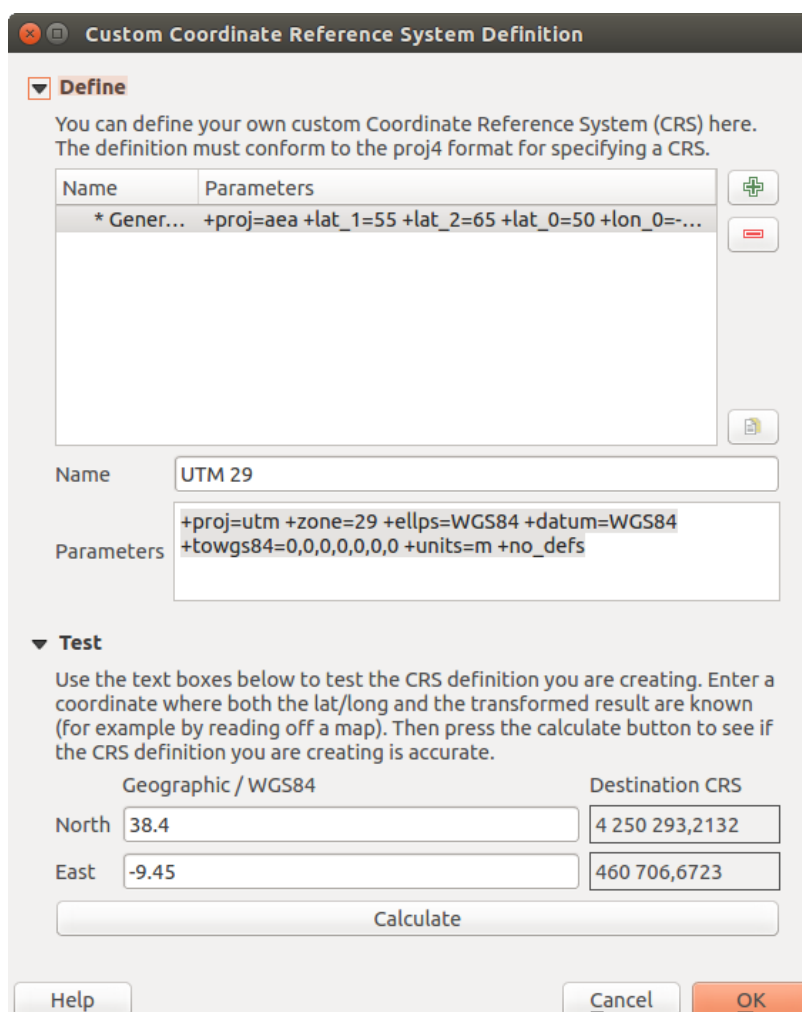 Custom Coordinate Reference System Definition
Define
You can define your own custom Coordinate Reference System (CRS) here.
The definition must conform to the proj4 format for specifying a CRS.
Name Parameters
* Gener... +proj=aea +lat_1=55 +lat_2=65 +lat_0=50 +lon_0=-...
Name UTM 29
+proj=utm +zone=29 +ellps=WGS84 +datum=WGS84
Parameters +towgs84=0,0,0,0,0,0,0 +units=m +no_defs
Test
Use the text boxes below to test the CRS definition you are creating. Enter a
coordinate where both the lat/long and the transformed result are known
(for example by reading off a map). Then press the calculate button to see if
the CRS definition you are creating is accurate.
Geographic / WGS84 Destination CRS
North 38.4 4 250 293,2132
East -9.45 460 706,6723
Calculate
Help Cancel OK